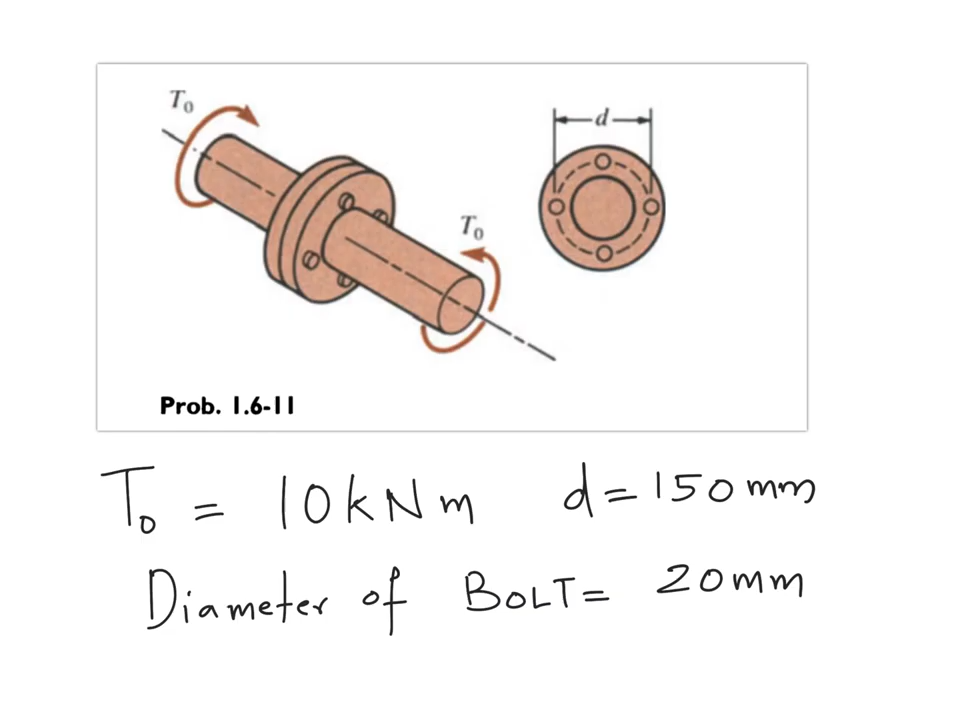 T₀
d
T₀
Prob. 1.6-11
T₀ = 10kNm d=150mm
Diameter of BOLT= 20mm